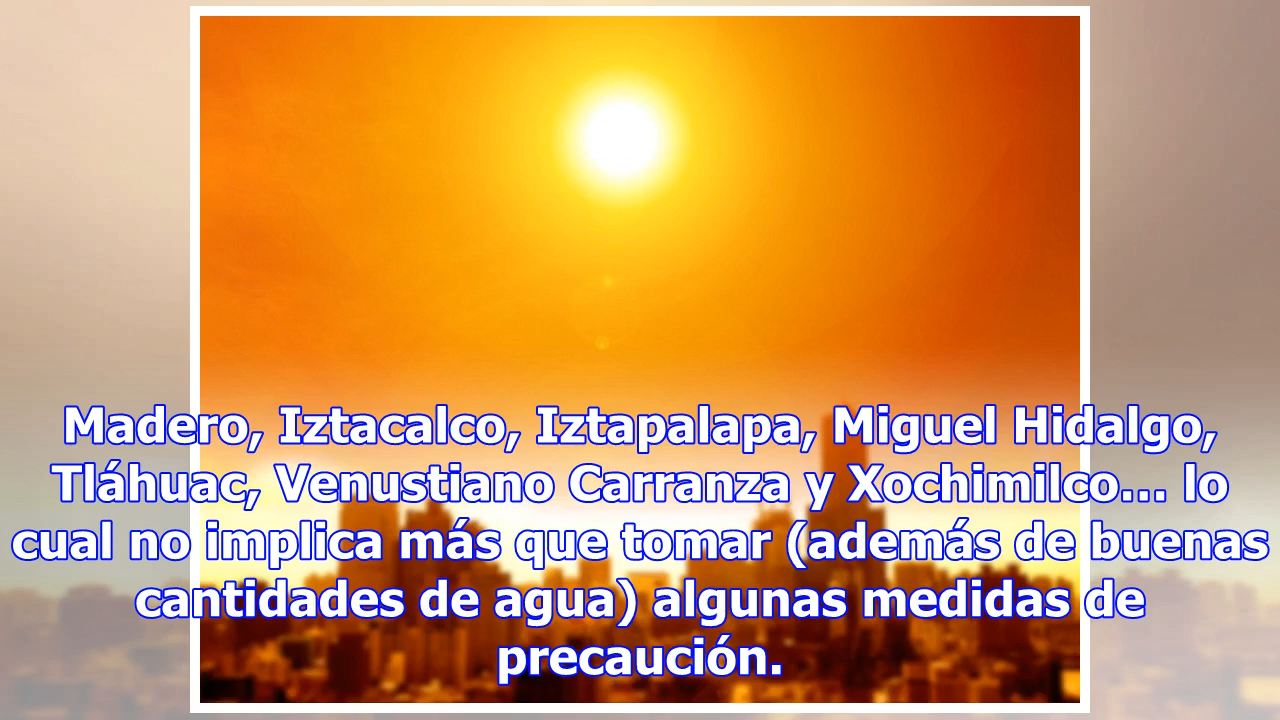 Madero, Iztacalco, Iztapalapa, Miguel Hidalgo,
Tláhuac, Venustiano Carranza y Xochimilco... lo
cual no implica más que tomar (además de buenas
cantidades de agua) algunas medidas de
precaución.